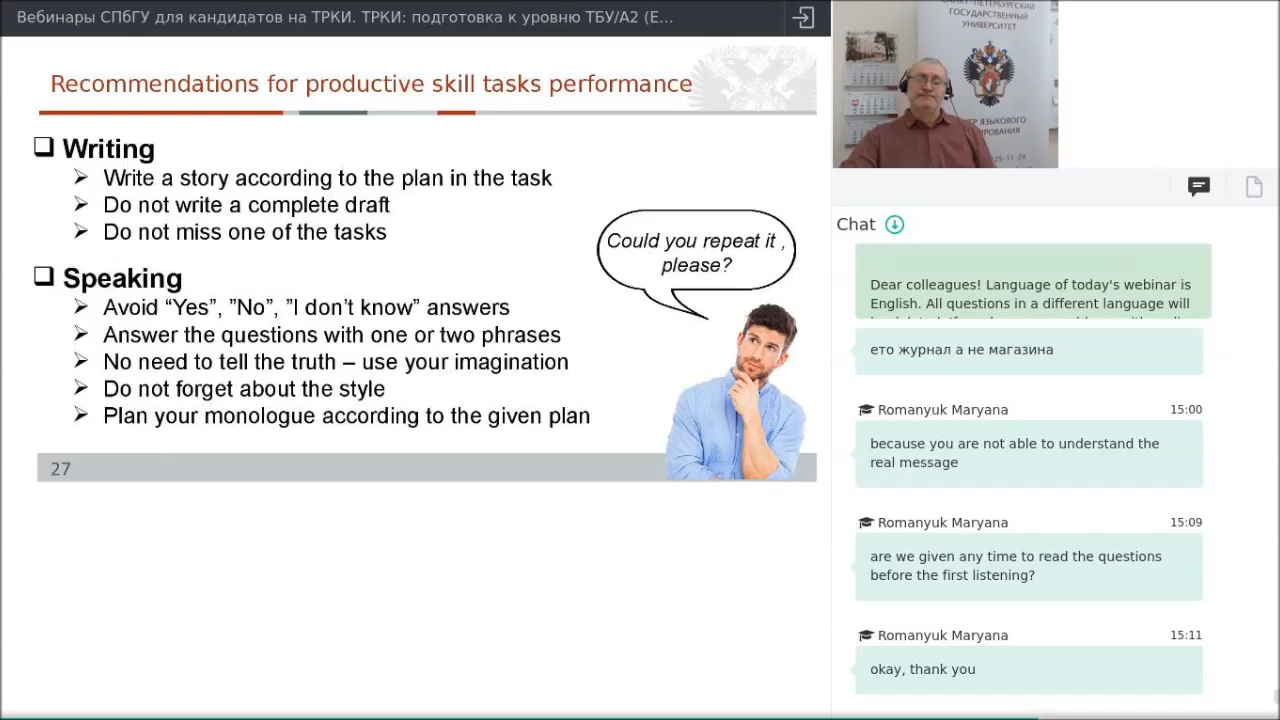 Вебинары СПбГУ для кандидатов на ТРКИ. ТРКИ: подготовка к уровню ТБУ/А2 (Е...
Recommendations for productive skill tasks performance
Writing
Write a story according to the plan in the task
Do not write a complete draft
Do not miss one of the tasks
Speaking
Avoid “Yes”, ”No”, ”I don’t know” answers
Answer the questions with one or two phrases
No need to tell the truth – use your imagination
Do not forget about the style
Plan your monologue according to the given plan
Could you repeat it ,
please?
27
ГОСУДАРСТВЕННЫЙ
УНИВЕРСИТЕТ
ЯЗЫКОВОГО
Chat
Dear colleagues! Language of today's webinar is
English. All questions in a different language will
ето журнал а не магазина
Romanyuk Maryana 15:00
because you are not able to understand the
real message
Romanyuk Maryana 15:09
are we given any time to read the questions
before the first listening?
Romanyuk Maryana 15:11
okay, thank you